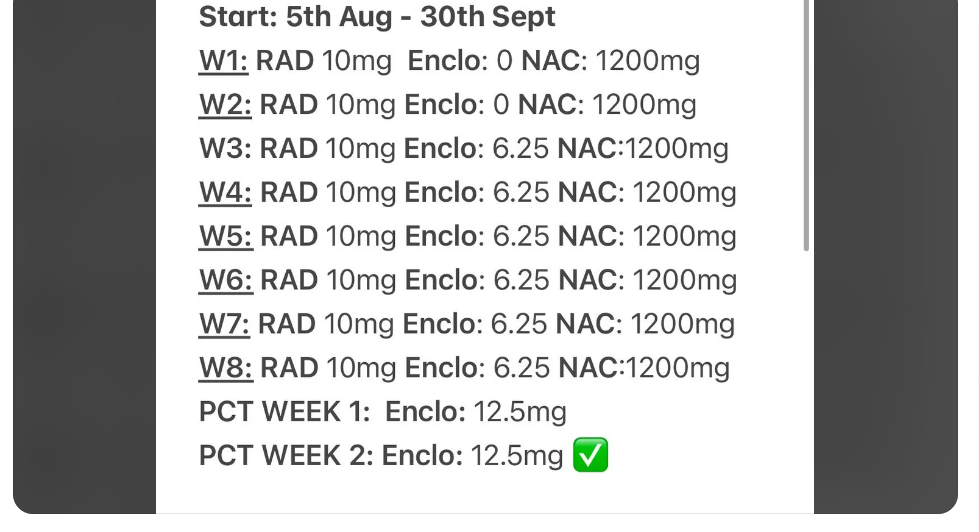 Start: 5th Aug - 30th Sept
W1: RAD 10mg  Enclo: 0 NAC: 1200mg
W2: RAD 10mg Enclo: 0 NAC: 1200mg
W3: RAD 10mg Enclo: 6.25 NAC:1200mg
W4: RAD 10mg Enclo: 6.25 NAC: 1200mg
W5: RAD 10mg Enclo: 6.25 NAC: 1200mg
W6: RAD 10mg Enclo: 6.25 NAC: 1200mg
W7: RAD 10mg Enclo: 6.25 NAC: 1200mg
W8: RAD 10mg Enclo: 6.25 NAC:1200mg
PCT WEEK 1:  Enclo: 12.5mg
PCT WEEK 2: Enclo: 12.5mg ✅